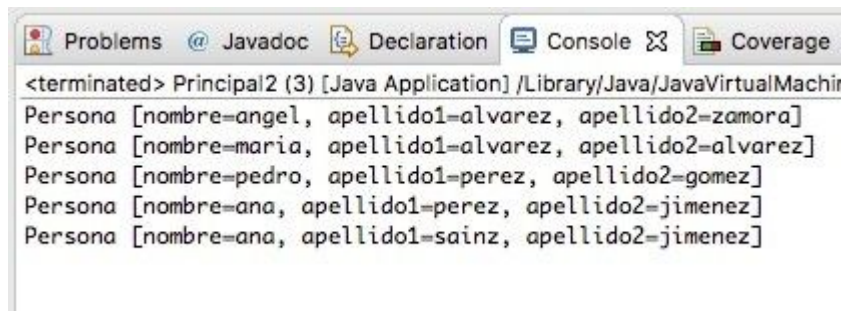 Problems @ Javadoc Declaration Console Coverage
<terminated> Principal2 (3) [Java Application] /Library/Java/JavaVirtualMachin
Persona [nombre=angel, apellido1=alvarez, apellido2=zamora]
Persona [nombre=maria, apellido1=alvarez, apellido2=alvarez]
Persona [nombre=pedro, apellido1=perez, apellido2=gomez]
Persona [nombre=ana, apellido1=perez, apellido2=jimenez]
Persona [nombre=ana, apellido1=sainz, apellido2=jimenez]